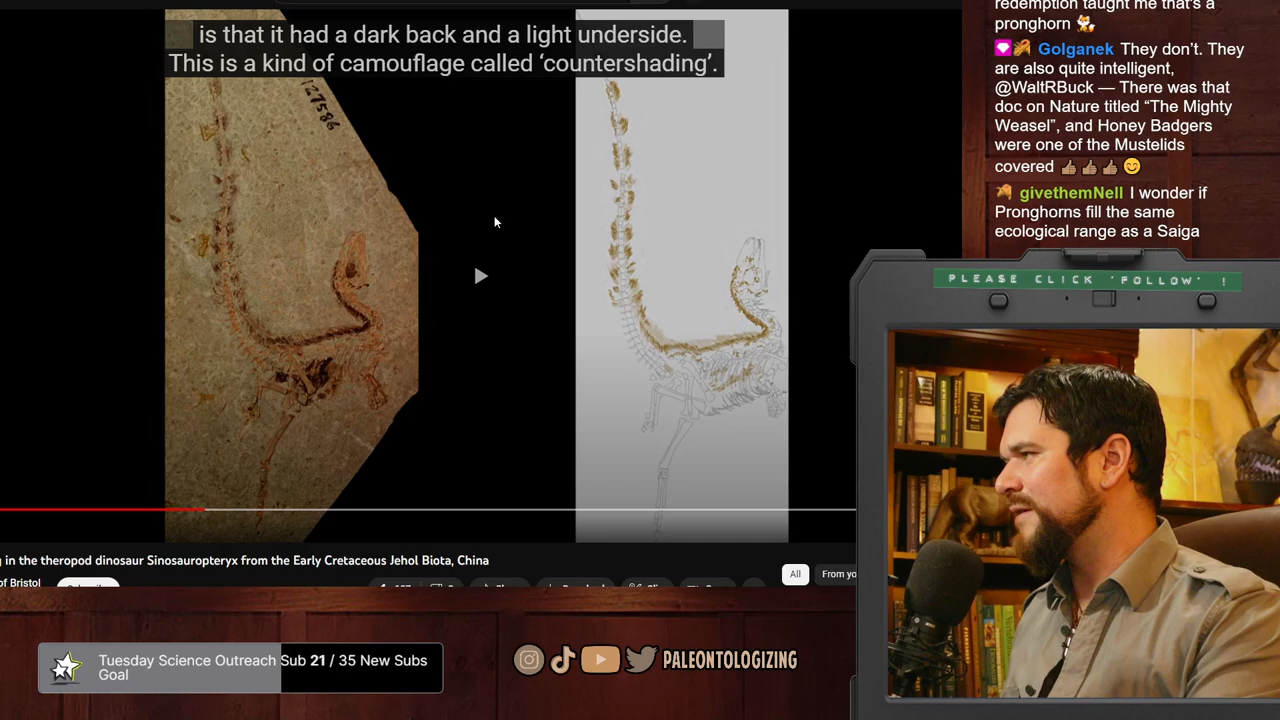 is that it had a dark back and a light underside.
This is a kind of camouflage called ‘countershading’.
127586
in the theropod dinosaur Sinosauropteryx from the Early Cretaceous Jehol Biota, China
of Bristol
All
From yo
Tuesday Science Outreach Sub 21 / 35 New Subs
Goal
PALEONTOLOGIZING
redemption taught me that's a
pronghorn
Golganek They don’t. They
are also quite intelligent,
@WaltRBuck — There was that
doc on Nature titled “The Mighty
Weasel”, and Honey Badgers
were one of the Mustelids
covered 👍🏽👍🏽👍🏽😊
givethemNell I wonder if
Pronghorns fill the same
ecological range as a Saiga
PLEASE CLICK 'FOLLOW' !